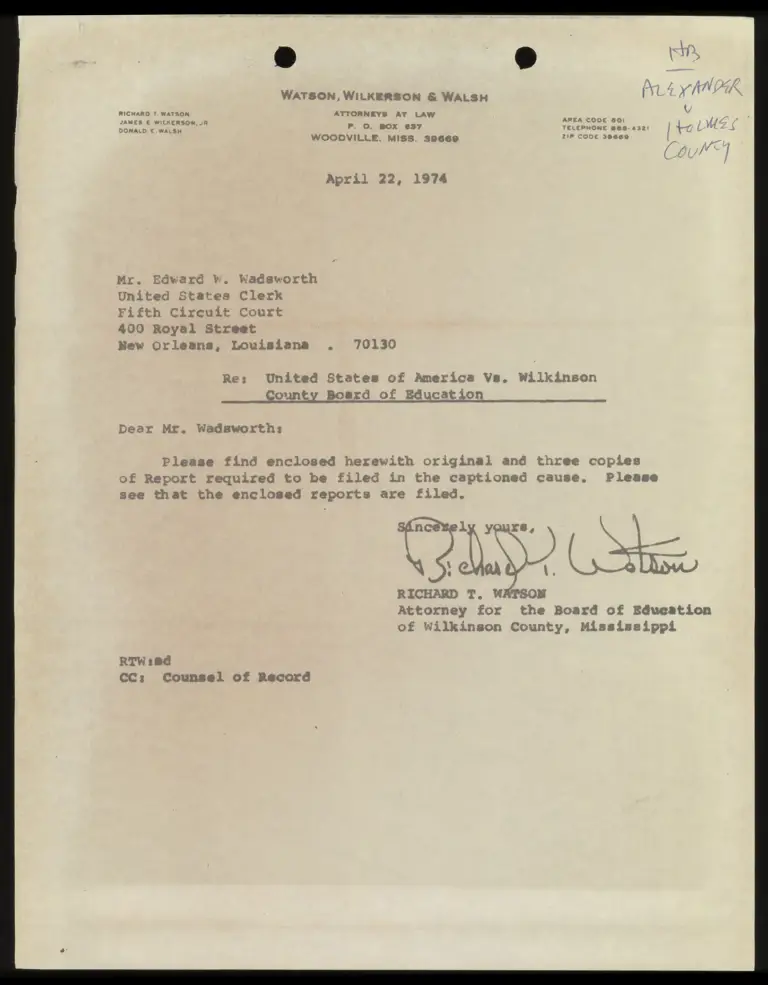 HB
ALEXANDER
v
HOLMES
COUNTY
WATSON, WILKERSON & WALSH
ATTORNEYS AT LAW
P. O. BOX 637
WOODVILLE, MISS. 39669
RICHARD T. WATSON
JAMES E. WILKERSON, JR
DONALD E. WALSH
AREA CODE 601
TELEPHONE 888-4321
ZIP CODE 39669
April 22, 1974
Mr. Edward W. Wadsworth
United States Clerk
Fifth Circuit Court
400 Royal Street
New Orleans, Louisiana . 70130
Re: United States of America Vs. Wilkinson
County Board of Education
Dear Mr. Wadsworth:
Please find enclosed herewith original and three copies
of Report required to be filed in the captioned cause. Please
see that the enclosed reports are filed.
Sincerely yours,
Richard T. Watson
RICHARD T. WATSON
Attorney for the Board of Education
of Wilkinson County, Mississippi
RTW:sd
CC: Counsel of Record